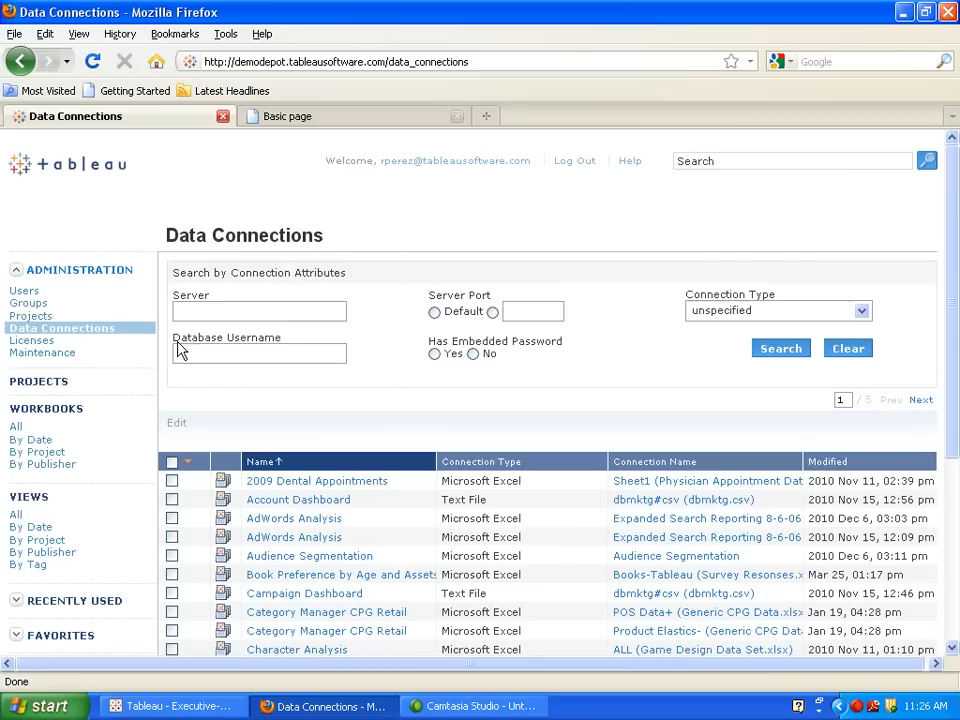 Data Connections - Mozilla Firefox
File Edit View History Bookmarks Tools Help
http://demodepot.tableausoftware.com/data_connections
Google
Most Visited Getting Started Latest Headlines
Data Connections Basic page
+ a b | e a u
Welcome, rperez@tableausoftware.com Log Out Help Search
Data Connections
ADMINISTRATION
Users
Groups
Projects
Data Connections
Licenses
Maintenance
PROJECTS
WORKBOOKS
All
By Date
By Project
By Publisher
VIEWS
All
By Date
By Project
By Publisher
By Tag
RECENTLY USED
FAVORITES
Search by Connection Attributes
Server Server Port Connection Type
Default unspecified
Database Username Has Embedded Password
Yes No Search Clear
1 / 5 Prev Next
Edit
Name Connection Type Connection Name Modified
2009 Dental Appointments Microsoft Excel Sheet1 (Physician Appointment Dat 2010 Nov 11, 02:39 pm
Account Dashboard Text File dbmktg#csv (dbmktg.csv) 2010 Nov 15, 12:56 pm
AdWords Analysis Microsoft Excel Expanded Search Reporting 8-6-06 2010 Dec 6, 03:03 pm
AdWords Analysis Microsoft Excel Expanded Search Reporting 8-6-06 2010 Nov 15, 12:09 pm
Audience Segmentation Microsoft Excel Audience Segmentation 2010 Dec 6, 03:11 pm
Book Preference by Age and Assets Microsoft Excel Books-Tableau (Survey Resonses.x Mar 25, 01:17 pm
Campaign Dashboard Text File dbmktg#csv (dbmktg.csv) 2010 Nov 15, 12:46 pm
Category Manager CPG Retail Microsoft Excel POS Data+ (Generic CPG Data.xlsx Jan 19, 04:28 pm
Category Manager CPG Retail Microsoft Excel Product Elastics- (Generic CPG Dat Jan 19, 04:28 pm
Character Analysis Microsoft Excel ALL (Game Design Data Set.xlsx) 2010 Nov 11, 01:10 pm
Done
start Tableau - Executive-... Data Connections - M... Camtasia Studio - Unt... 11:26 AM